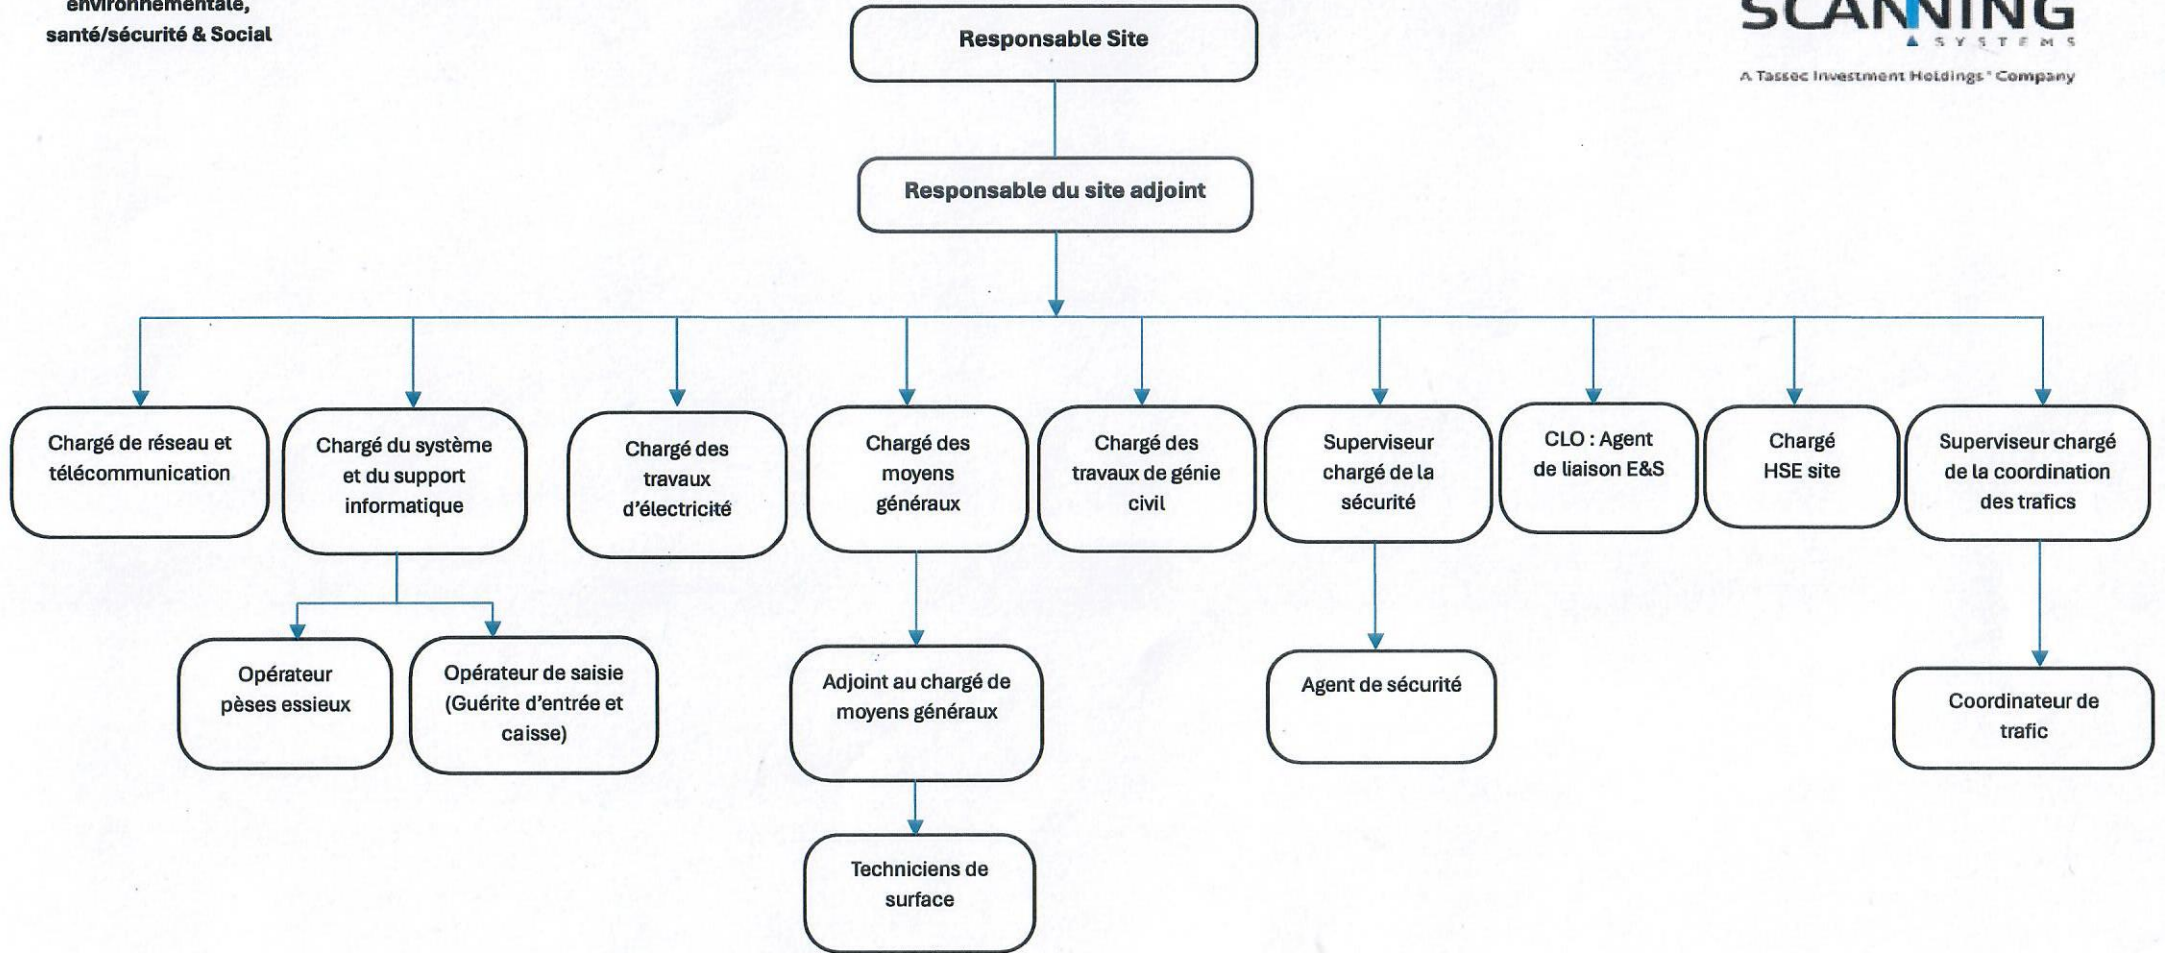 environnementale,
santé/sécurité & Social
SCANNING
SYSTEMS
A Tassec Investment Holdings* Company
Responsable Site
Responsable du site adjoint
Chargé de réseau et
télécommunication
Chargé du système
et du support
informatique
Chargé des
travaux
d’électricité
Chargé des
moyens
généraux
Chargé des
travaux de génie
civil
Superviseur
chargé de la
sécurité
CLO : Agent
de liaison E&S
Chargé
HSE site
Superviseur chargé
de la coordination
des trafics
Opérateur
pèses essieux
Opérateur de saisie
(Guérite d’entrée et
caisse)
Adjoint au chargé de
moyens généraux
Agent de sécurité
Coordinateur de
trafic
Techniciens de
surface